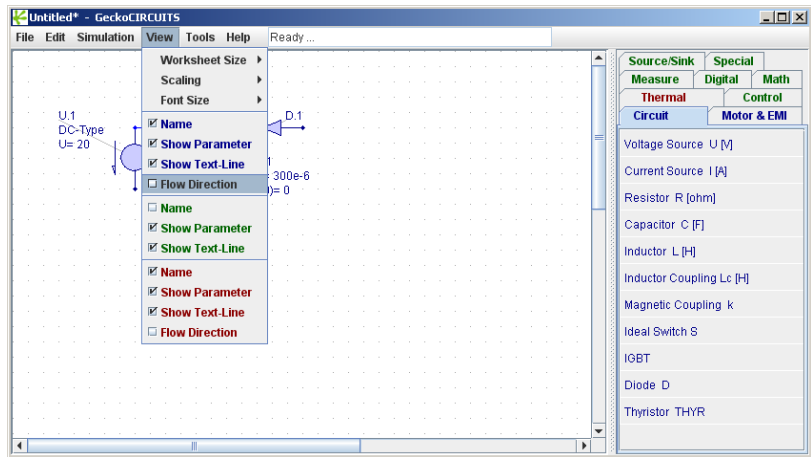 Untitled* - GeckoCIRCUITS
File Edit Simulation View Tools Help Ready ...
Worksheet Size
Scaling
Font Size
Name
Show Parameter
Show Text-Line
Flow Direction
Name
Show Parameter
Show Text-Line
Name
Show Parameter
Show Text-Line
Flow Direction
U.1
DC-Type
U= 20
D.1
300e-6
)= 0
Source/Sink Special
Measure Digital Math
Thermal Control
Circuit Motor & EMI
Voltage Source U [V]
Current Source I [A]
Resistor R [ohm]
Capacitor C [F]
Inductor L [H]
Inductor Coupling Lc [H]
Magnetic Coupling k
Ideal Switch S
IGBT
Diode D
Thyristor THYR